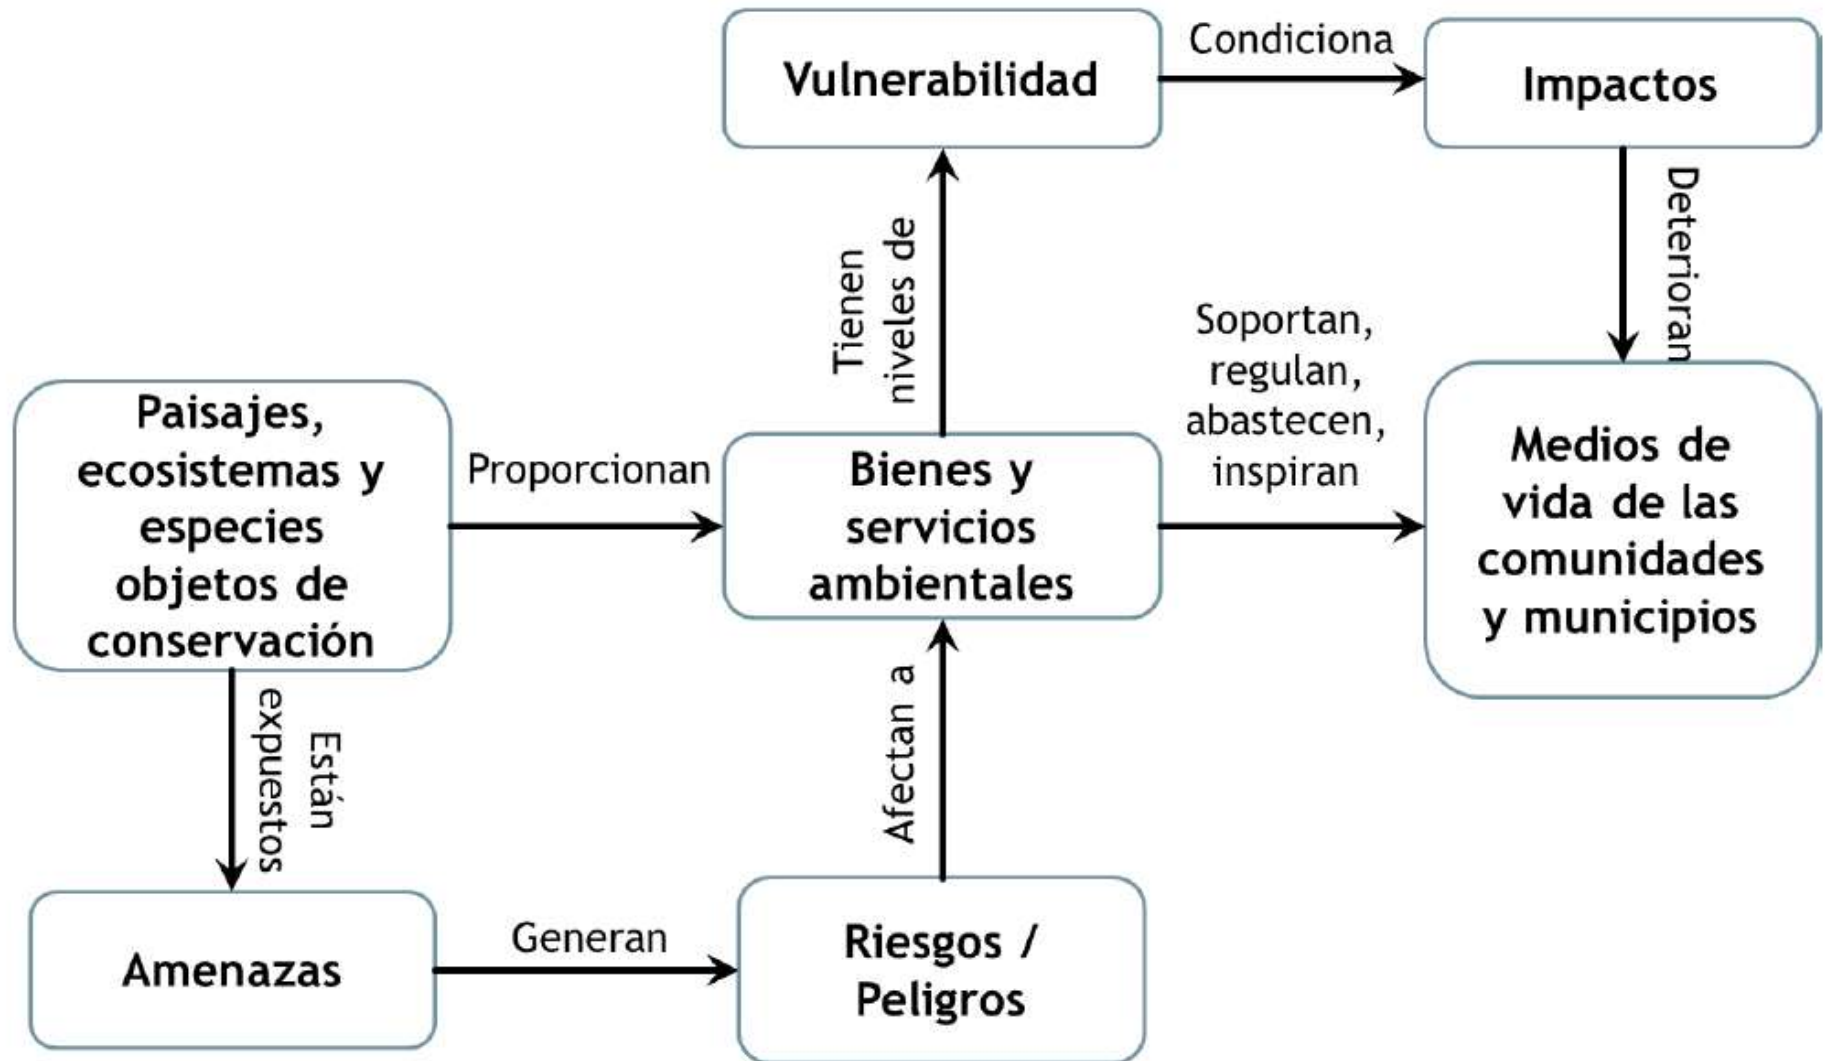 Vulnerabilidad
Condiciona
Impactos
Tienen
niveles de
Deterioran
Soportan,
regulan,
abastecen,
inspiran
Paisajes,
ecosistemas y
especies
objetos de
conservación
Proporcionan
Bienes y
servicios
ambientales
Medios de
vida de las
comunidades
y municipios
Están
expuestos
Afectan a
Amenazas
Generan
Riesgos /
Peligros